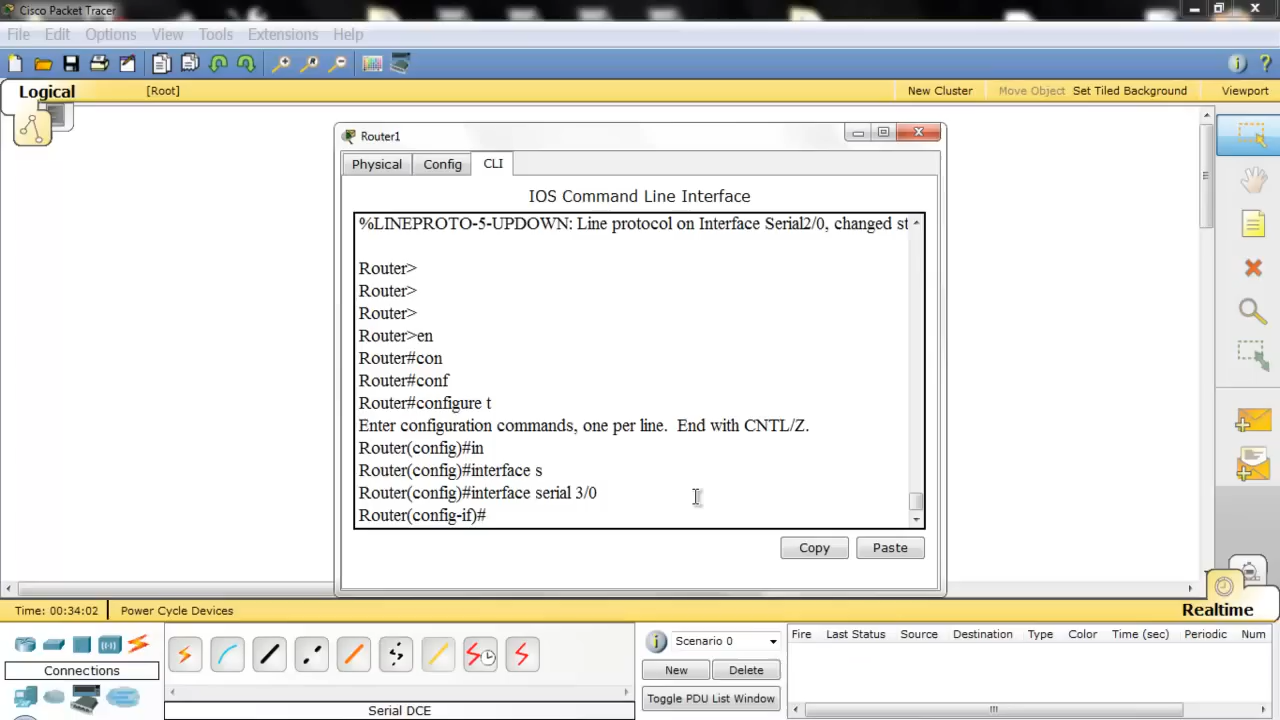 Cisco Packet Tracer
File Edit Options View Tools Extensions Help
Logical [Root] New Cluster Move Object Set Tiled Background Viewport
Router1
Physical Config CLI
IOS Command Line Interface
%LINEPROTO-5-UPDOWN: Line protocol on Interface Serial2/0, changed st
Router>
Router>
Router>
Router>en
Router#con
Router#conf
Router#configure t
Enter configuration commands, one per line. End with CNTL/Z.
Router(config)#in
Router(config)#interface s
Router(config)#interface serial 3/0
Router(config-if)#
Copy Paste
Time: 00:34:02 Power Cycle Devices Realtime
Connections
Serial DCE
Scenario 0
New Delete
Toggle PDU List Window
Fire Last Status Source Destination Type Color Time (sec) Periodic Num